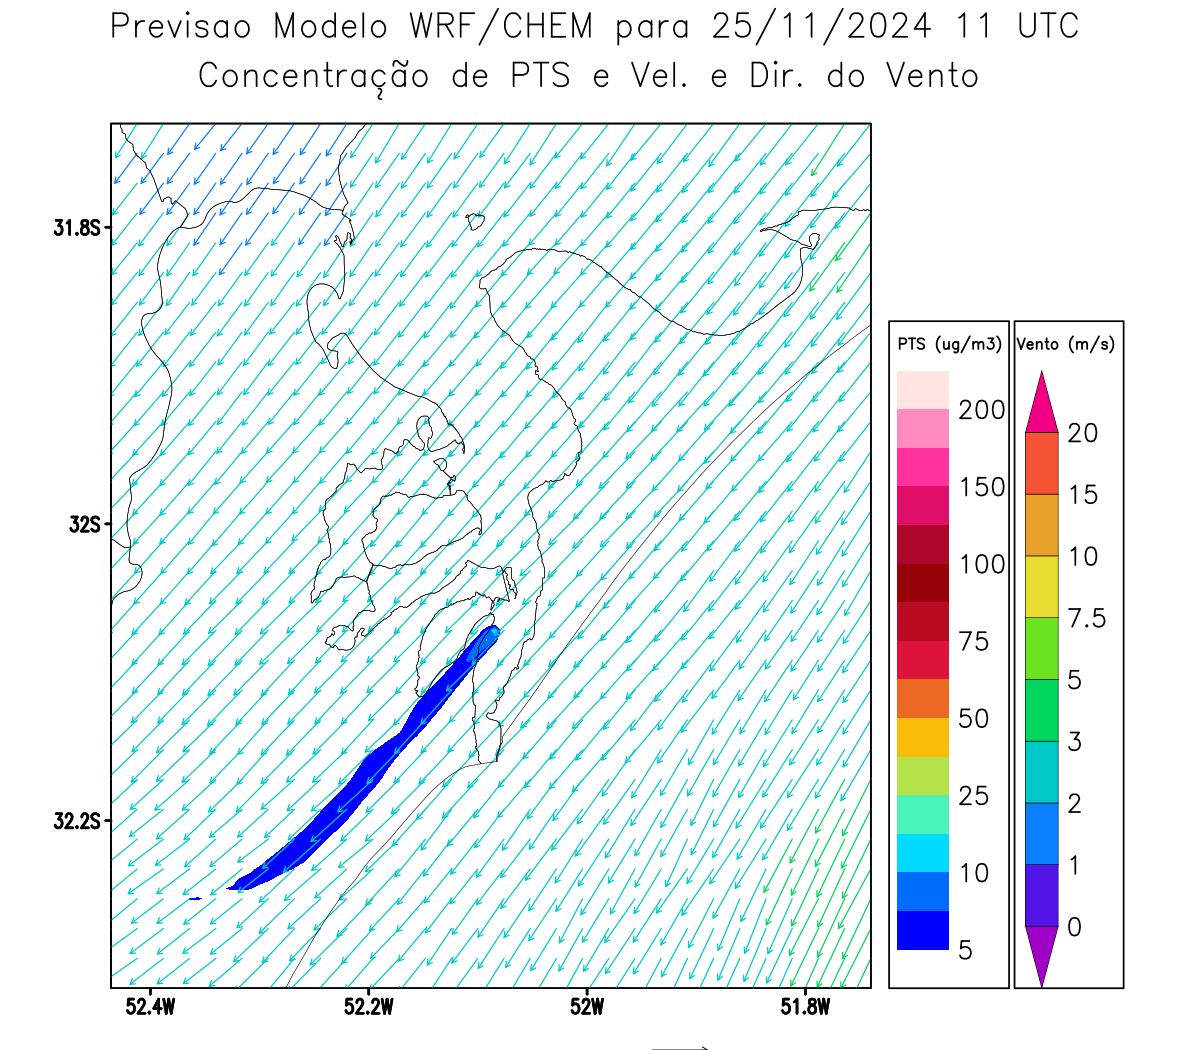 Previsao Modelo WRF/CHEM para 25/11/2024 11 UTC
Concentração de PTS e Vel. e Dir. do Vento
31.8S
32S
32.2S
52.4W 52.2W 52W 51.8W
PTS (ug/m3)
200
150
100
75
50
25
10
5
Vento (m/s)
20
15
10
7.5
5
3
2
1
0